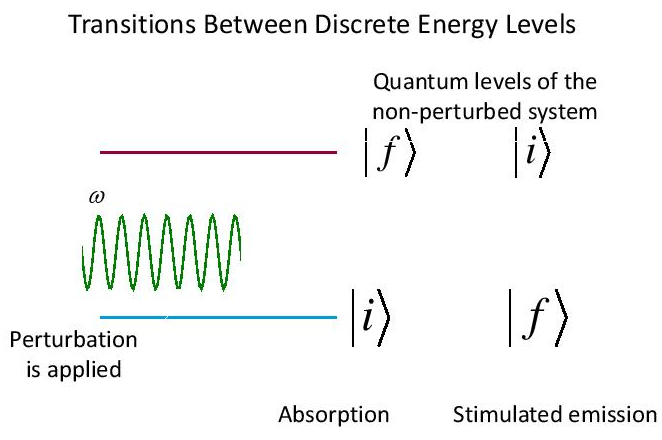 Transitions Between Discrete Energy Levels
Quantum levels of the
non-perturbed system
|f⟩ |i⟩
ω
|i⟩ |f⟩
Perturbation
is applied
Absorption Stimulated emission